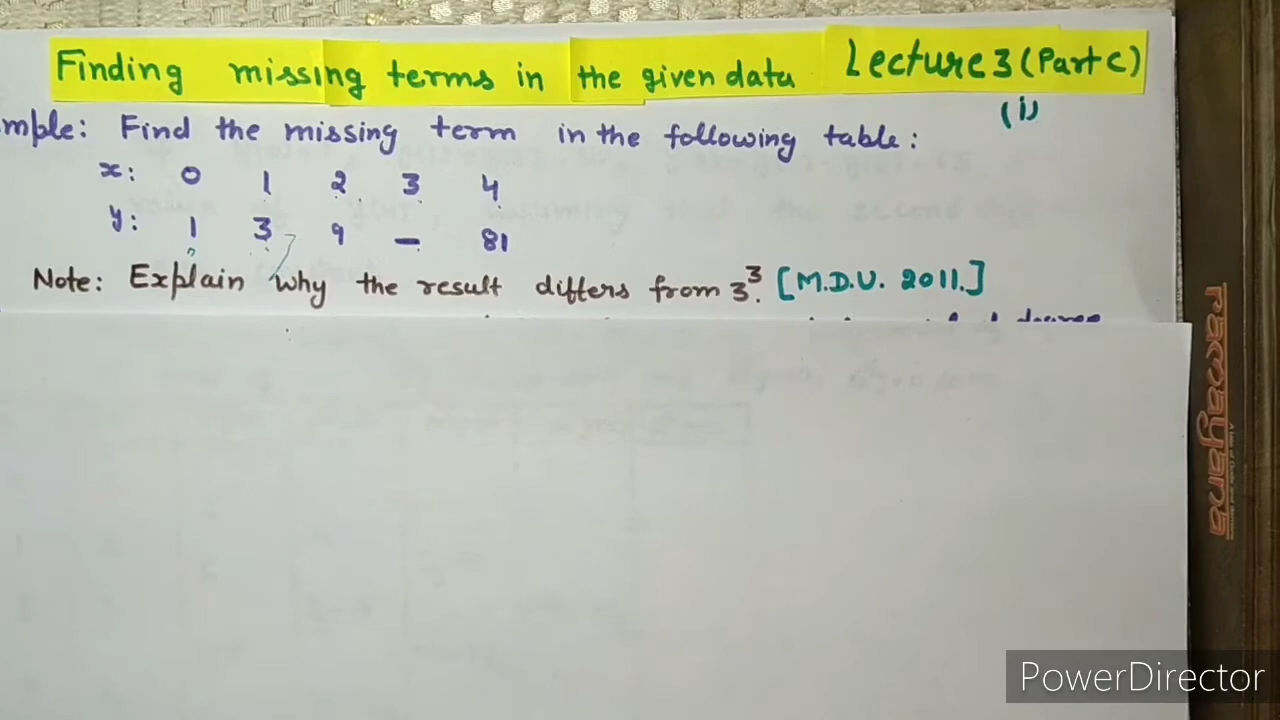 Finding missing terms in the given data Lecture 3 (Part C)
(i)
mple: Find the missing term in the following table:
x: 0 1 2 3 4
y: 1 3 9 — 81
Note: Explain why the result differs from 3³. [M.D.U. 2011.]
Ramayana
PowerDirector